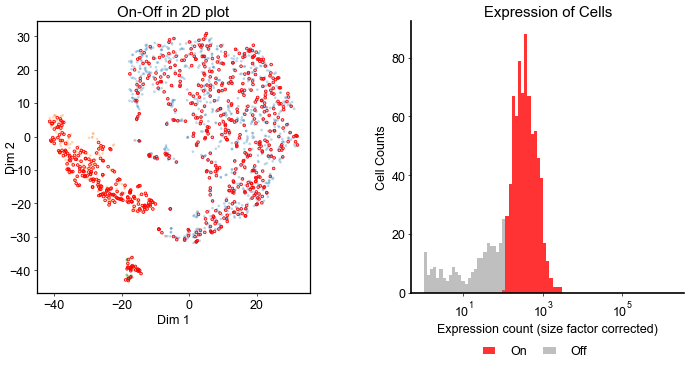 On-Off in 2D plot
Expression of Cells
30
20
10
0
−10
−20
−30
−40
Dim 2
−40
−20
0
20
Dim 1
80
60
40
20
0
Cell Counts
10^1
10^3
10^5
Expression count (size factor corrected)
On
Off